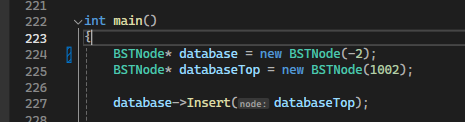 221
222 int main()
223 {
224 BSTNode* database = new BSTNode(-2);
225 BSTNode* databaseTop = new BSTNode(1002);
226
227 database->Insert(node: databaseTop);
228